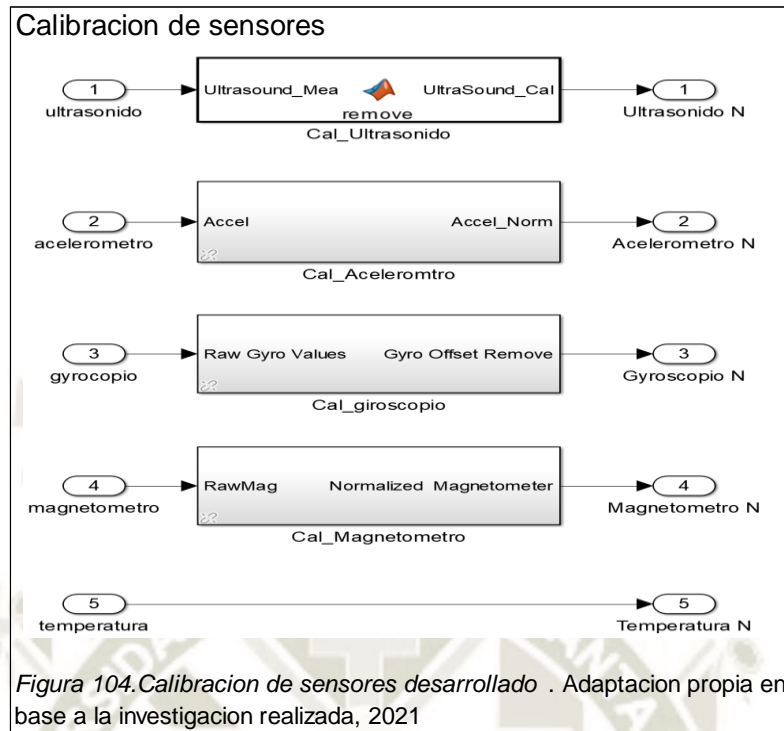 Calibracion de sensores
1 Ultrasound_Mea UltraSound_Cal 1
ultrasonido remove Ultrasonido N
Cal_Ultrasonido
2 Accel Accel_Norm 2
acelerometro Acelerometro N
Cal_Aceleromtro
3 Raw Gyro Values Gyro Offset Remove 3
gyrocopio Gyroscopio N
Cal_giroscopio
4 RawMag Normalized Magnetometer 4
magnetometro Magnetometro N
Cal_Magnetometro
5 5
temperatura Temperatura N
Figura 104.Calibracion de sensores desarrollado . Adaptacion propia en
base a la investigacion realizada, 2021